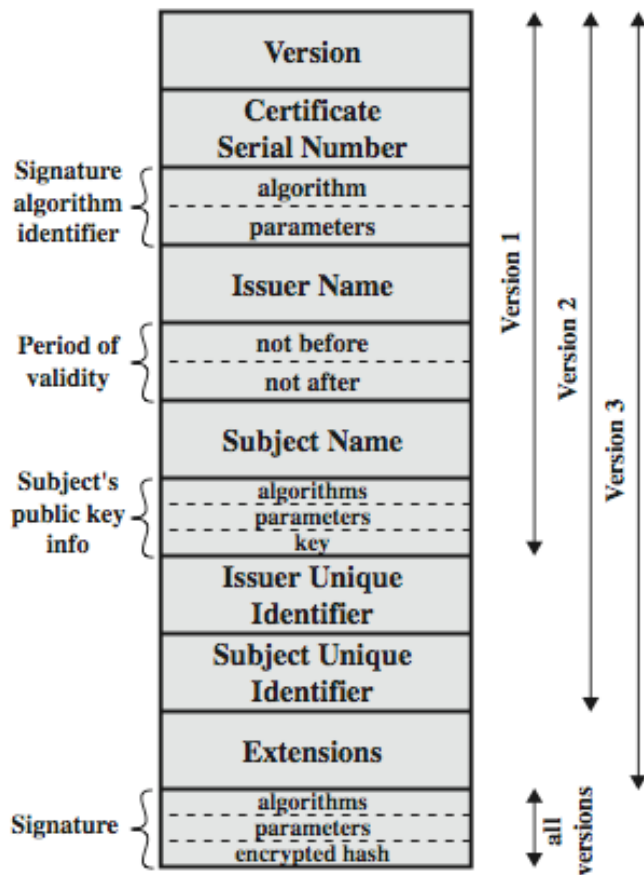 Version
Certificate
Serial Number
Signature
algorithm
identifier
algorithm
parameters
Issuer Name
Period of
validity
not before
not after
Subject Name
Subject's
public key
info
algorithms
parameters
key
Issuer Unique
Identifier
Subject Unique
Identifier
Extensions
Signature
algorithms
parameters
encrypted hash
Version 1
Version 2
Version 3
all
versions